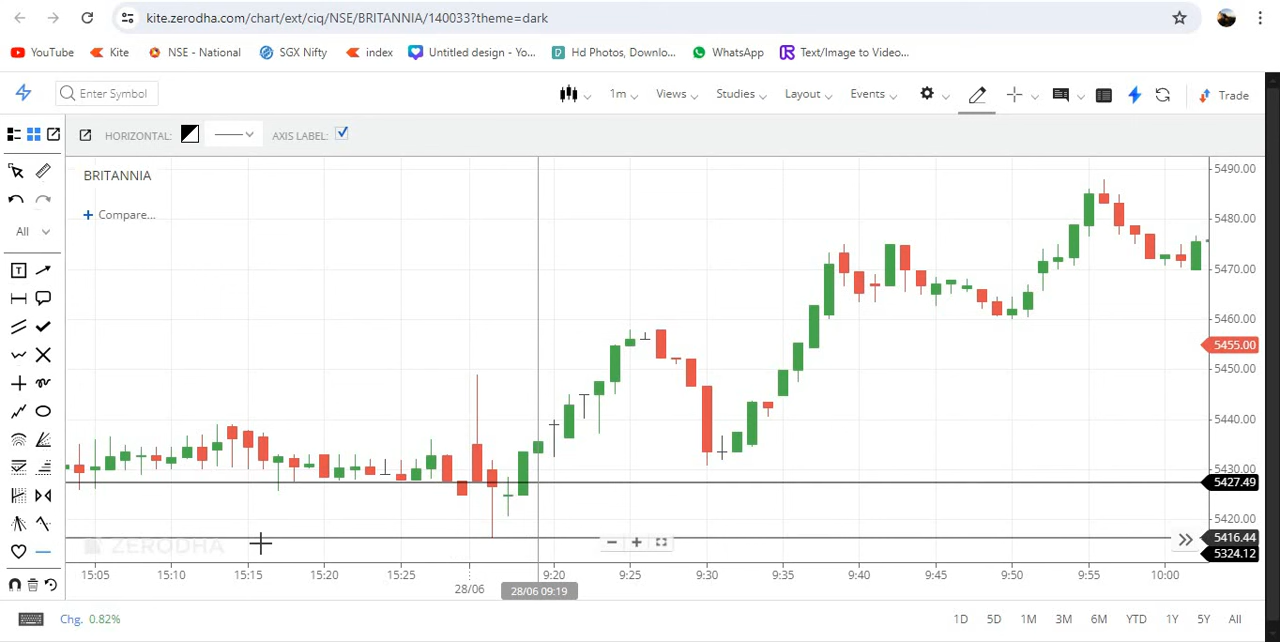 kite.zerodha.com/chart/ext/ciq/NSE/BRITANNIA/140033?theme=dark
YouTube Kite NSE - National SGX Nifty index Untitled design - Yo... Hd Photos, Downlo... WhatsApp Text/Image to Video...
Enter Symbol 1m Views Studies Layout Events Trade
HORIZONTAL: AXIS LABEL:
BRITANNIA
Compare...
All
T
5490.00
5480.00
5470.00
5460.00
5455.00
5450.00
5440.00
5430.00
5427.49
5420.00
5416.44
5324.12
ZERODHA
15:05 15:10 15:15 15:20 15:25 9:20 9:25 9:30 9:35 9:40 9:45 9:50 9:55 10:00
28/06 28/06 09:19
Chg. 0.82% 1D 5D 1M 3M 6M YTD 1Y 5Y All